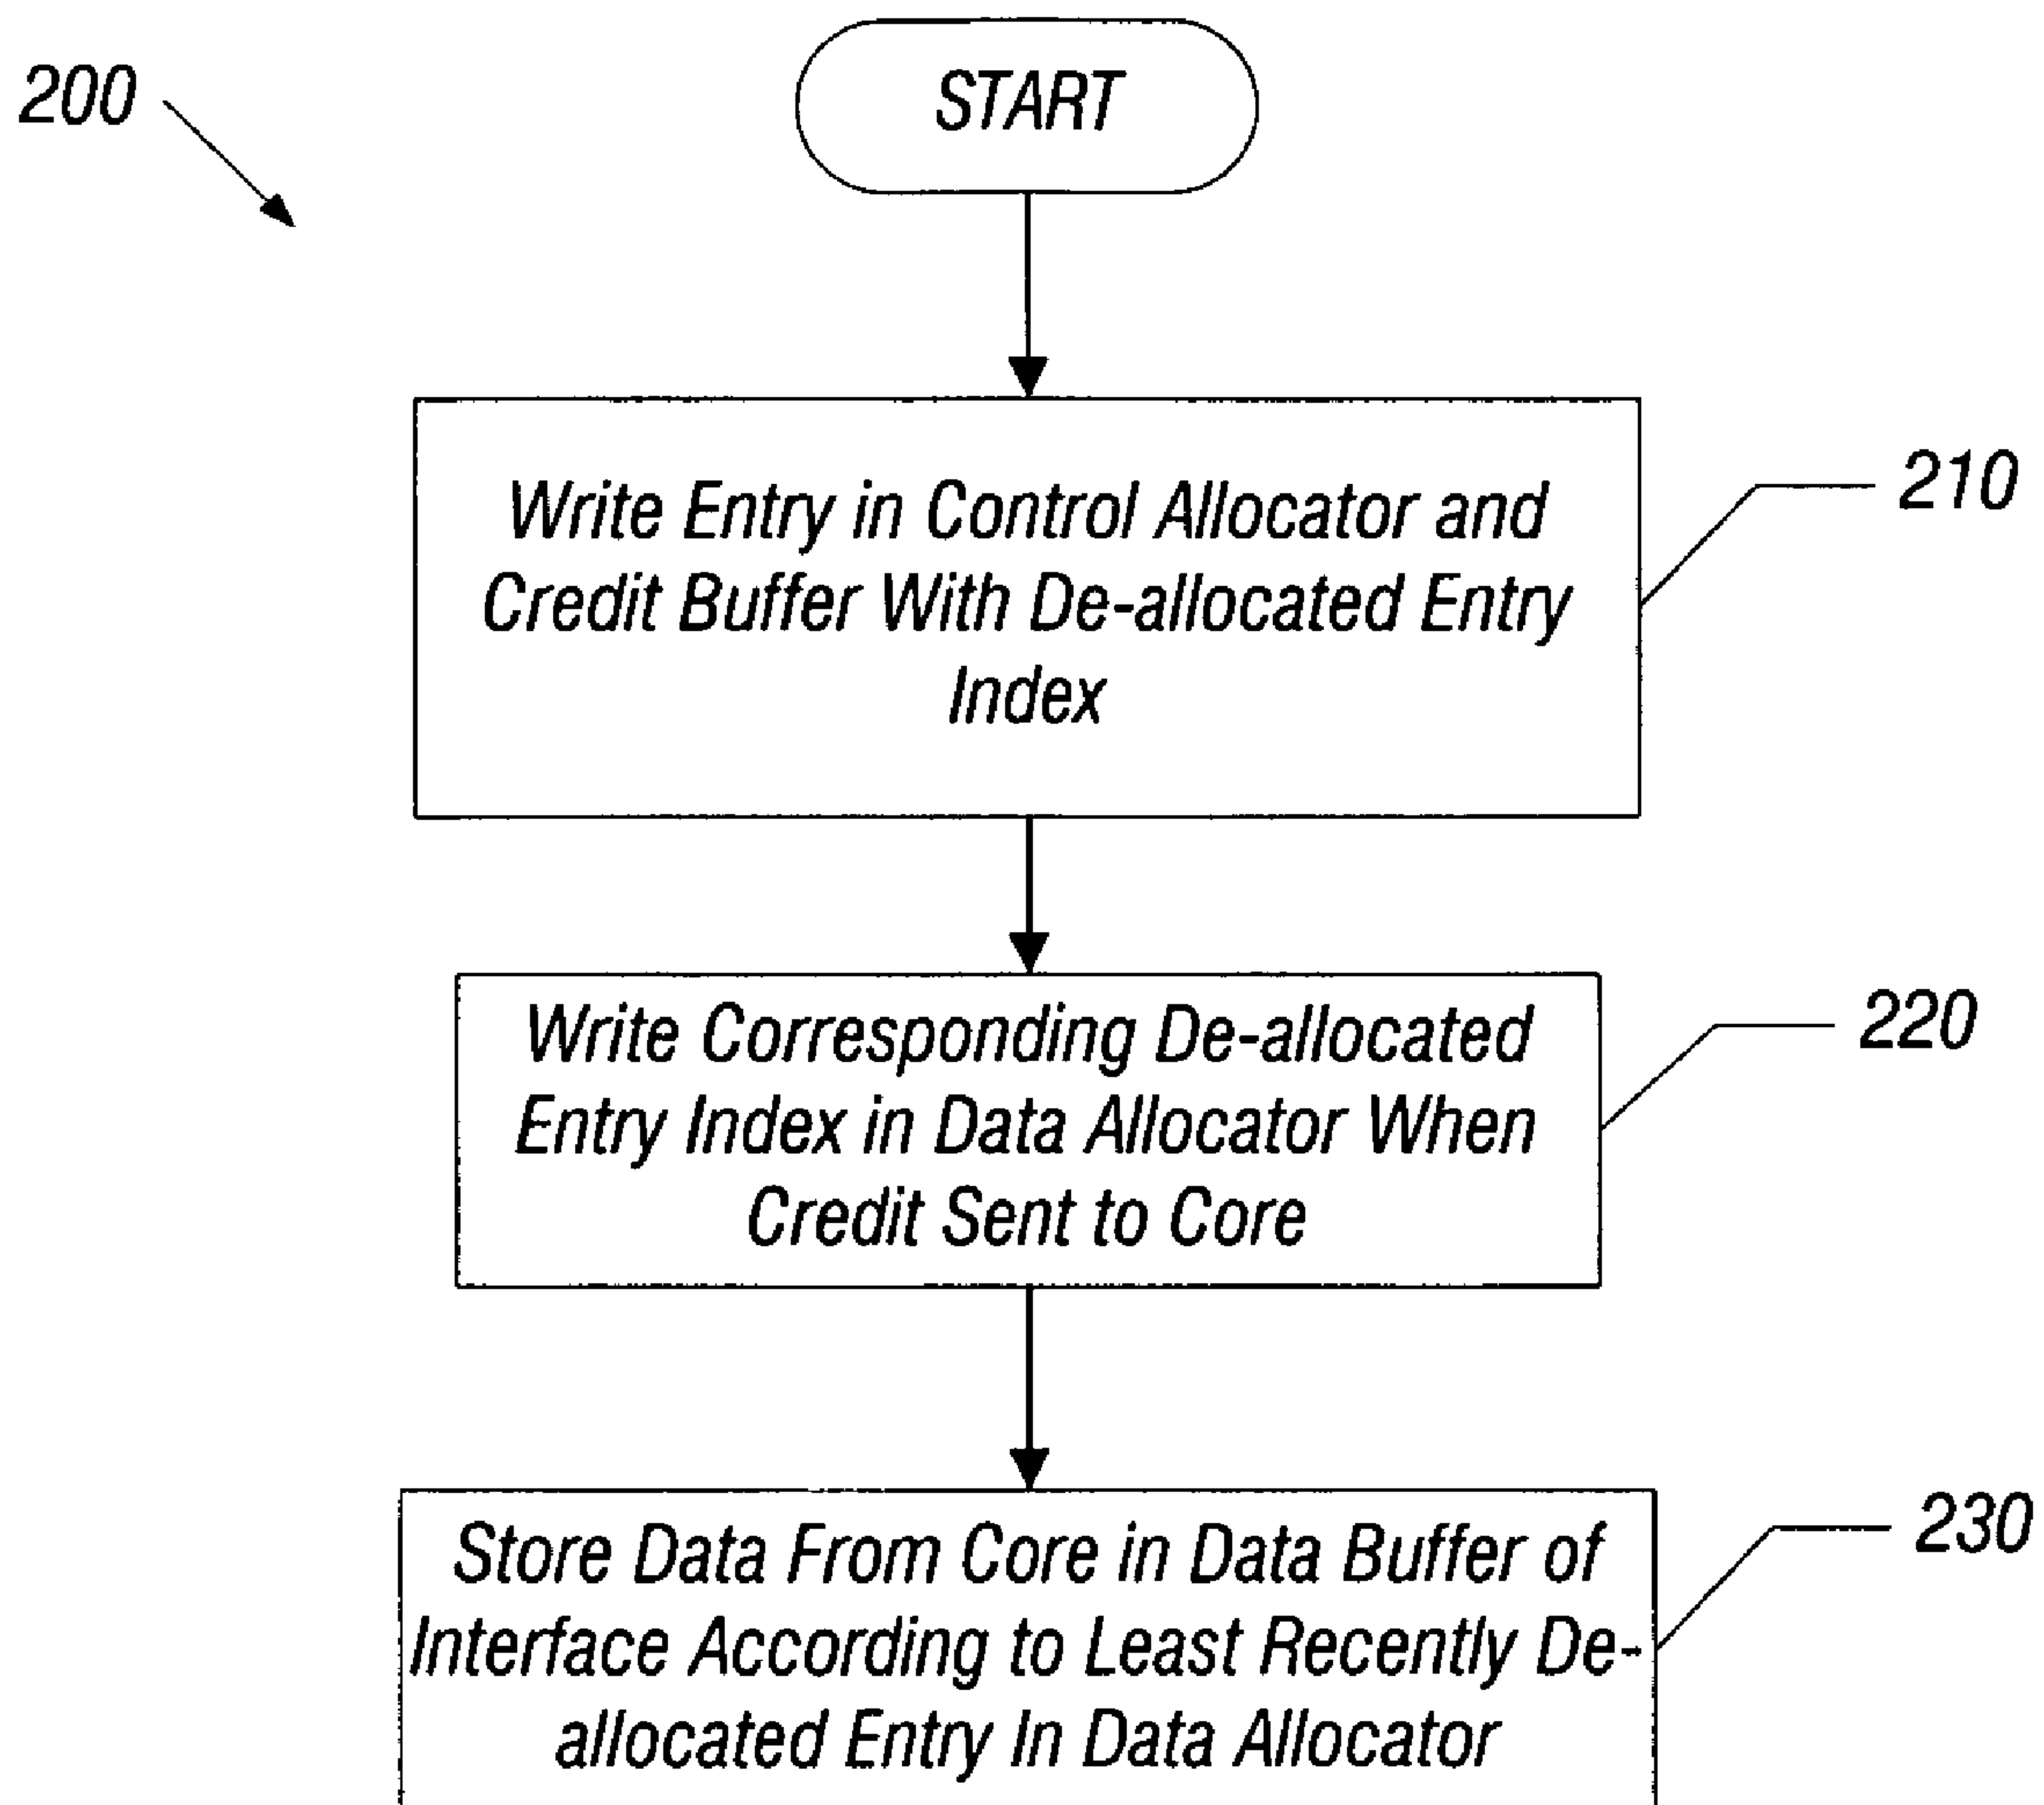 200
START
Write Entry in Control Allocator and
Credit Buffer With De-allocated Entry
Index
210
Write Corresponding De-allocated
Entry Index in Data Allocator When
Credit Sent to Core
220
Store Data From Core in Data Buffer of
Interface According to Least Recently De-
allocated Entry In Data Allocator
230